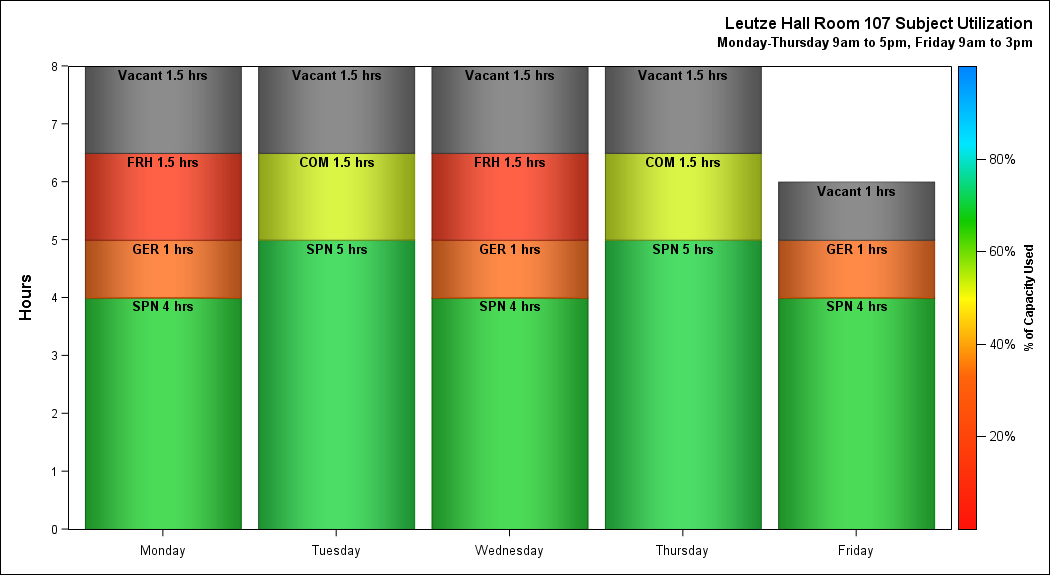 Leutze Hall Room 107 Subject Utilization
Monday-Thursday 9am to 5pm, Friday 9am to 3pm
Hours
8
7
6
5
4
3
2
1
0
Vacant 1.5 hrs
FRH 1.5 hrs
GER 1 hrs
SPN 4 hrs
Monday
Vacant 1.5 hrs
COM 1.5 hrs
SPN 5 hrs
Tuesday
Vacant 1.5 hrs
FRH 1.5 hrs
GER 1 hrs
SPN 4 hrs
Wednesday
Vacant 1.5 hrs
COM 1.5 hrs
SPN 5 hrs
Thursday
Vacant 1 hrs
GER 1 hrs
SPN 4 hrs
Friday
80%
60%
40%
20%
% of Capacity Used